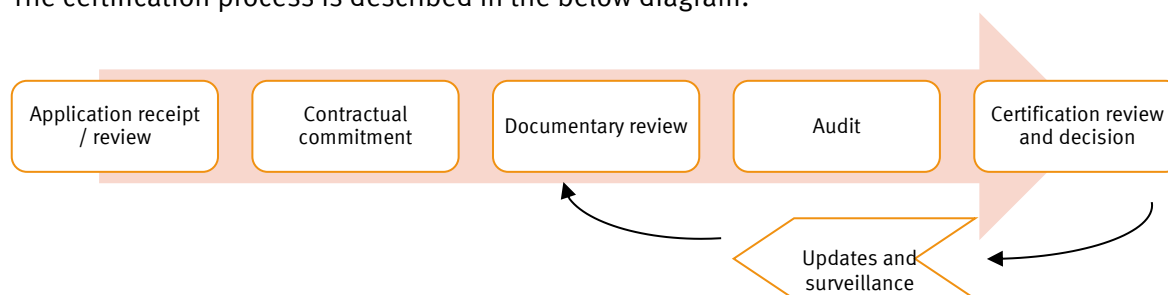 The certification process is described in the below diagram:
Application receipt
/ review
Contractual
commitment
Documentary review
Audit
Certification review
and decision
Updates and
surveillance